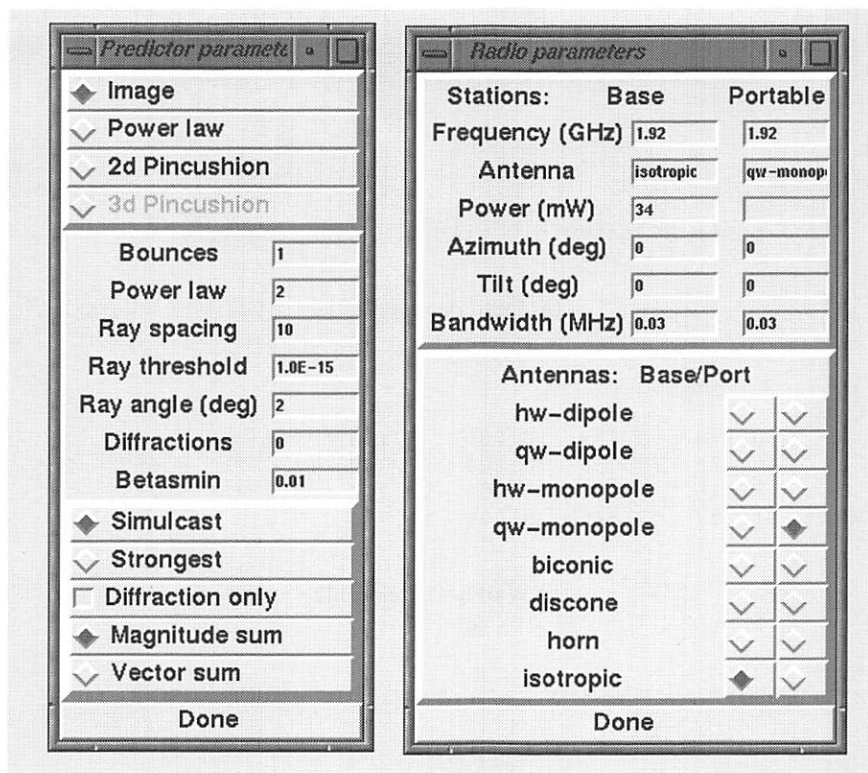 Predictor paramete
Image
Power law
2d Pincushion
3d Pincushion
Bounces 1
Power law 2
Ray spacing 10
Ray threshold 1.0E-15
Ray angle (deg) 2
Diffractions 0
Betasmin 0.01
Simulcast
Strongest
Diffraction only
Magnitude sum
Vector sum
Done
Radio parameters
Stations: Base Portable
Frequency (GHz) 1.92 1.92
Antenna isotropic qw-monop
Power (mW) 34
Azimuth (deg) 0 0
Tilt (deg) 0 0
Bandwidth (MHz) 0.03 0.03
Antennas: Base/Port
hw-dipole
qw-dipole
hw-monopole
qw-monopole
biconic
discone
horn
isotropic
Done